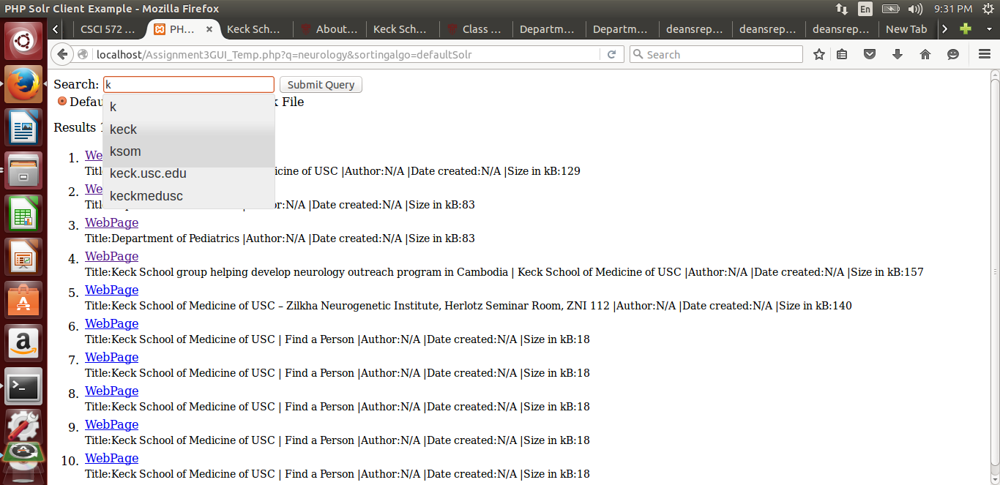 PHP Solr Client Example - Mozilla Firefox
En
9:31 PM
CSCI 572 ...
PH...
Keck Sch...
About...
Keck Sch...
Class ...
Departm...
Departm...
deansrep...
deansrep...
deansrep...
New Tab
localhost/Assignment3GUI_Temp.php?q=neurology&sortingalgo=defaultSolr
Search
Search: k
Submit Query
Defau
k File
k
Results
keck
ksom
keck.usc.edu
keckmedusc
1. We
Titl
icine of USC |Author:N/A |Date created:N/A |Size in kB:129
2. We
Title
or:N/A |Date created:N/A |Size in kB:83
3. WebPage
Title:Department of Pediatrics |Author:N/A |Date created:N/A |Size in kB:83
4. WebPage
Title:Keck School group helping develop neurology outreach program in Cambodia | Keck School of Medicine of USC |Author:N/A |Date created:N/A |Size in kB:157
5. WebPage
Title:Keck School of Medicine of USC – Zilkha Neurogenetic Institute, Herlotz Seminar Room, ZNI 112 |Author:N/A |Date created:N/A |Size in kB:140
6. WebPage
Title:Keck School of Medicine of USC | Find a Person |Author:N/A |Date created:N/A |Size in kB:18
7. WebPage
Title:Keck School of Medicine of USC | Find a Person |Author:N/A |Date created:N/A |Size in kB:18
8. WebPage
Title:Keck School of Medicine of USC | Find a Person |Author:N/A |Date created:N/A |Size in kB:18
9. WebPage
Title:Keck School of Medicine of USC | Find a Person |Author:N/A |Date created:N/A |Size in kB:18
10. WebPage
Title:Keck School of Medicine of USC | Find a Person |Author:N/A |Date created:N/A |Size in kB:18